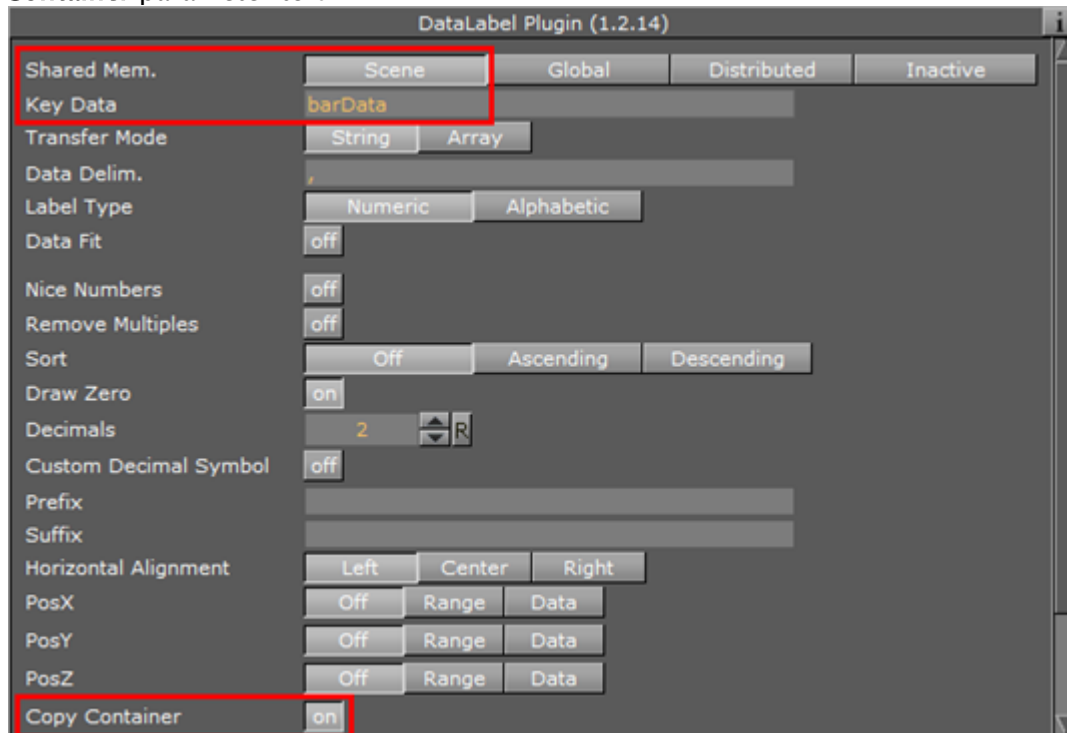 DataLabel Plugin (1.2.14) i
Shared Mem. Scene Global Distributed Inactive
Key Data barData
Transfer Mode String Array
Data Delim. ,
Label Type Numeric Alphabetic
Data Fit off
Nice Numbers off
Remove Multiples off
Sort Off Ascending Descending
Draw Zero on
Decimals 2 R
Custom Decimal Symbol off
Prefix
Suffix
Horizontal Alignment Left Center Right
PosX Off Range Data
PosY Off Range Data
PosZ Off Range Data
Copy Container on